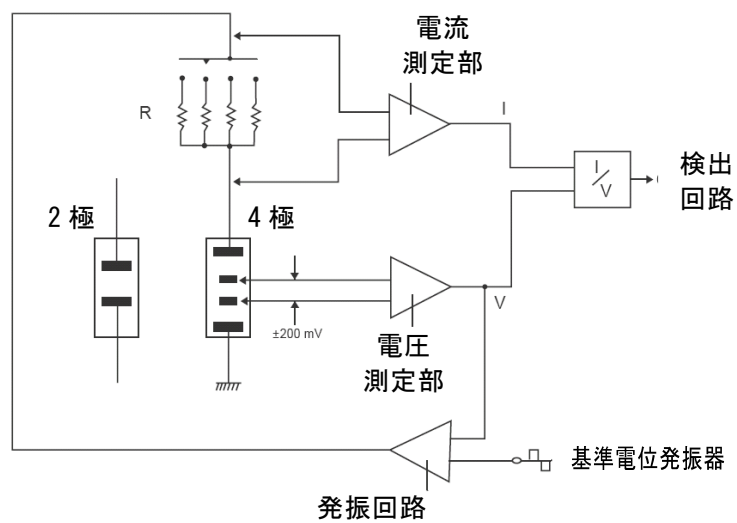 電流
測定部
R
I
I
V
検出
回路
2極
4極
±200 mV
V
電圧
測定部
基準電位発振器
発振回路